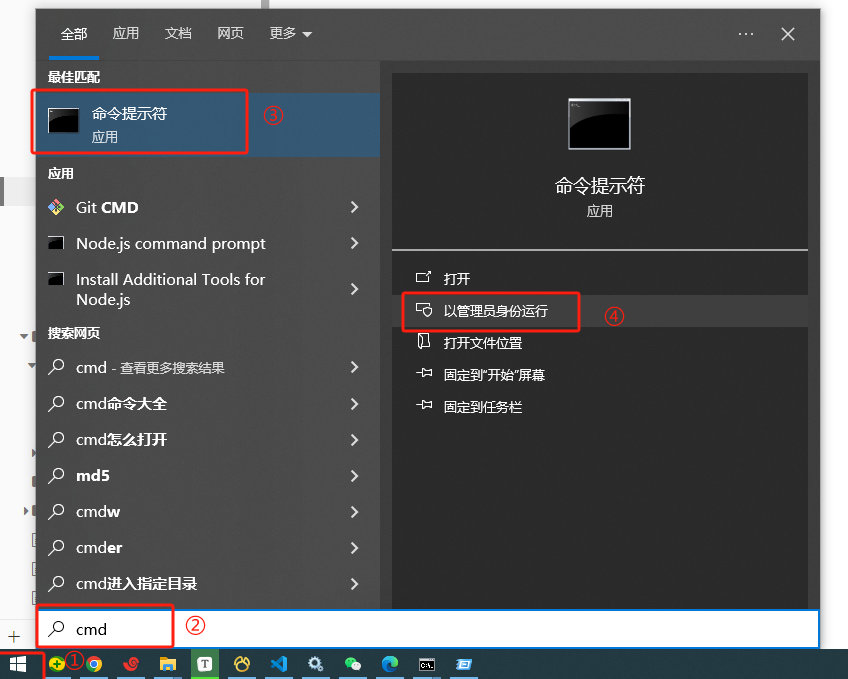 全部 应用 文档 网页 更多 ···
最佳匹配
命令提示符
应用
③
应用
Git CMD
Node.js command prompt
Install Additional Tools for
Node.js
搜索网页
cmd - 查看更多搜索结果
cmd命令大全
cmd怎么打开
md5
cmdw
cmder
cmd进入指定目录
cmd
②
①
命令提示符
应用
打开
以管理员身份运行
④
打开文件位置
固定到“开始”屏幕
固定到任务栏
T
C:\.